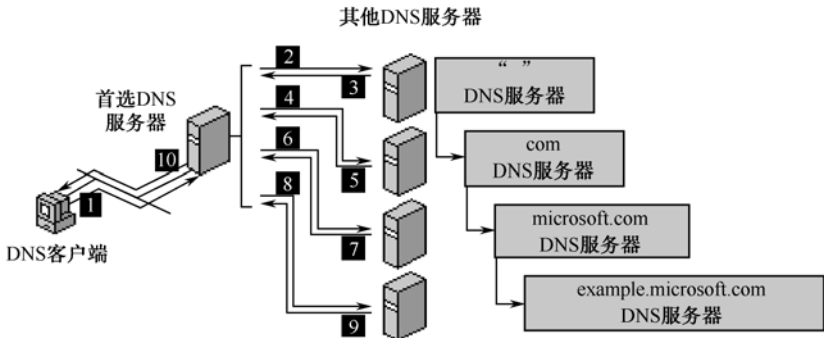 其他DNS服务器
首选DNS
服务器
DNS客户端
1
2
3
4
5
6
7
8
9
10
“ ”
DNS服务器
com
DNS服务器
microsoft.com
DNS服务器
example.microsoft.com
DNS服务器